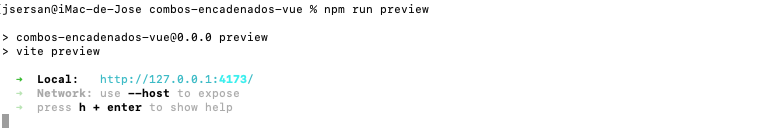 jsersan@iMac-de-Jose combos-encadenados-vue % npm run preview
> combos-encadenados-vue@0.0.0 preview
> vite preview
➜ Local: http://127.0.0.1:4173/
➜ Network: use --host to expose
➜ press h + enter to show help